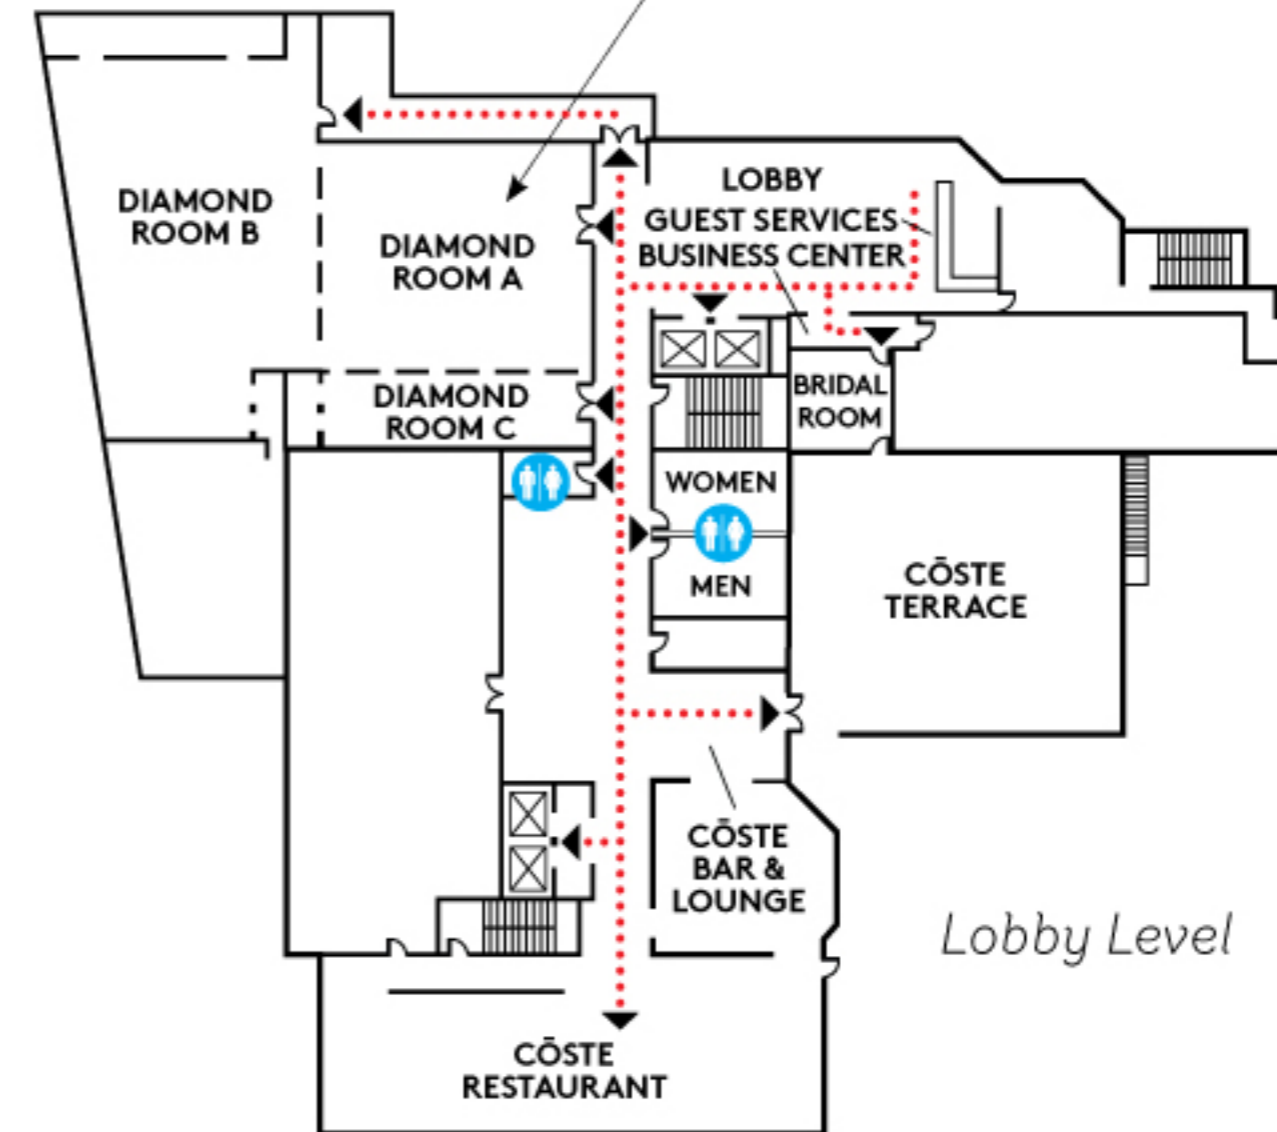 LOBBY
GUEST SERVICES
BUSINESS CENTER
DIAMOND
ROOM B
DIAMOND
ROOM A
DIAMOND
ROOM C
BRIDAL
ROOM
WOMEN
MEN
CŌSTE
TERRACE
CŌSTE
BAR &
LOUNGE
Lobby Level
CŌSTE
RESTAURANT